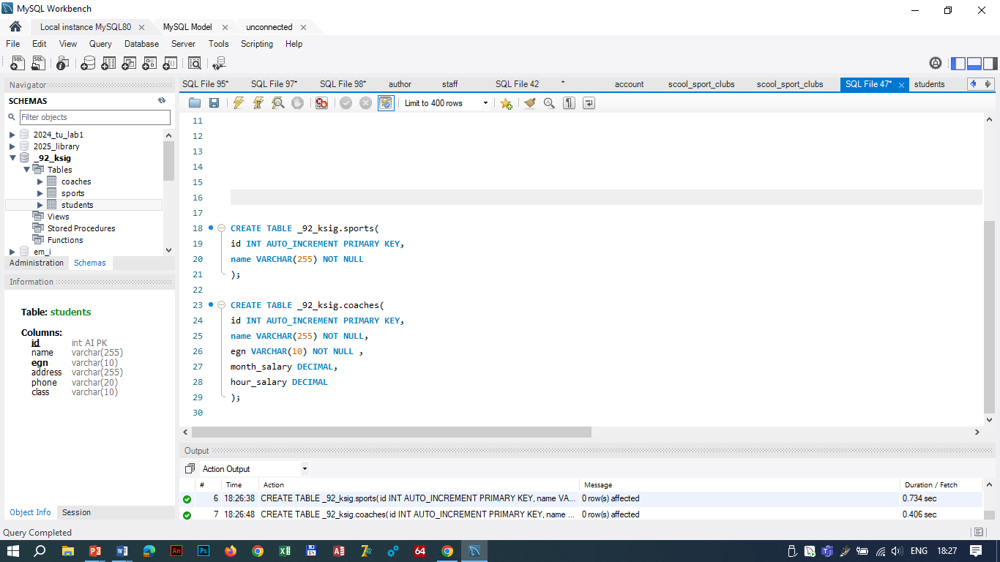 MySQL Workbench
Local instance MySQL80 MySQL Model unconnected
File Edit View Query Database Server Tools Scripting Help
Navigator
SCHEMAS
Filter objects
2024_tu_lab1
2025_library
_92_ksig
Tables
coaches
sports
students
Views
Stored Procedures
Functions
em_i
Administration Schemas
Information
Table: students
Columns:
id int AI PK
name varchar(255)
egn varchar(10)
address varchar(255)
phone varchar(20)
class varchar(10)
Object Info Session
SQL File 95* SQL File 97* SQL File 98* author staff SQL File 42 * account scool_sport_clubs scool_sport_clubs SQL File 47* students
Limit to 400 rows
11
12
13
14
15
16
17
18 CREATE TABLE _92_ksig.sports(
19 id INT AUTO_INCREMENT PRIMARY KEY,
20 name VARCHAR(255) NOT NULL
21 );
22
23 CREATE TABLE _92_ksig.coaches(
24 id INT AUTO_INCREMENT PRIMARY KEY,
25 name VARCHAR(255) NOT NULL,
26 egn VARCHAR(10) NOT NULL ,
27 month_salary DECIMAL,
28 hour_salary DECIMAL
29 );
30
Output
Action Output
# Time Action Message Duration / Fetch
6 18:26:38 CREATE TABLE _92_ksig.sports( id INT AUTO_INCREMENT PRIMARY KEY, name VA... 0 row(s) affected 0.734 sec
7 18:26:48 CREATE TABLE _92_ksig.coaches( id INT AUTO_INCREMENT PRIMARY KEY, name ... 0 row(s) affected 0.406 sec
Query Completed
ENG 18:27